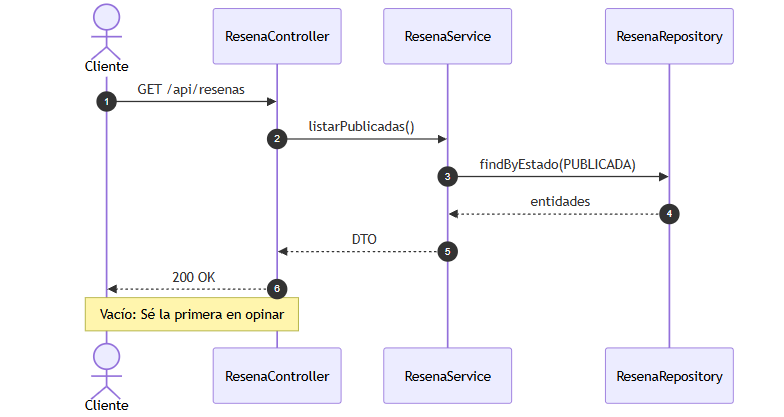 ResenaController
ResenaService
ResenaRepository
Cliente
1
GET /api/resenas
2
listarPublicadas()
3
findByEstado(PUBLICADA)
entidades
4
DTO
5
200 OK
6
Vacío: Sé la primera en opinar
ResenaController
ResenaService
ResenaRepository
Cliente